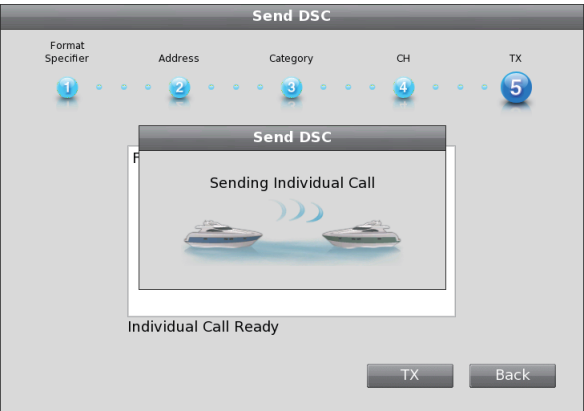 Send DSC
Format
Specifier
Address
Category
CH
TX
1
2
3
4
5
Send DSC
F
Sending Individual Call
Individual Call Ready
TX
Back